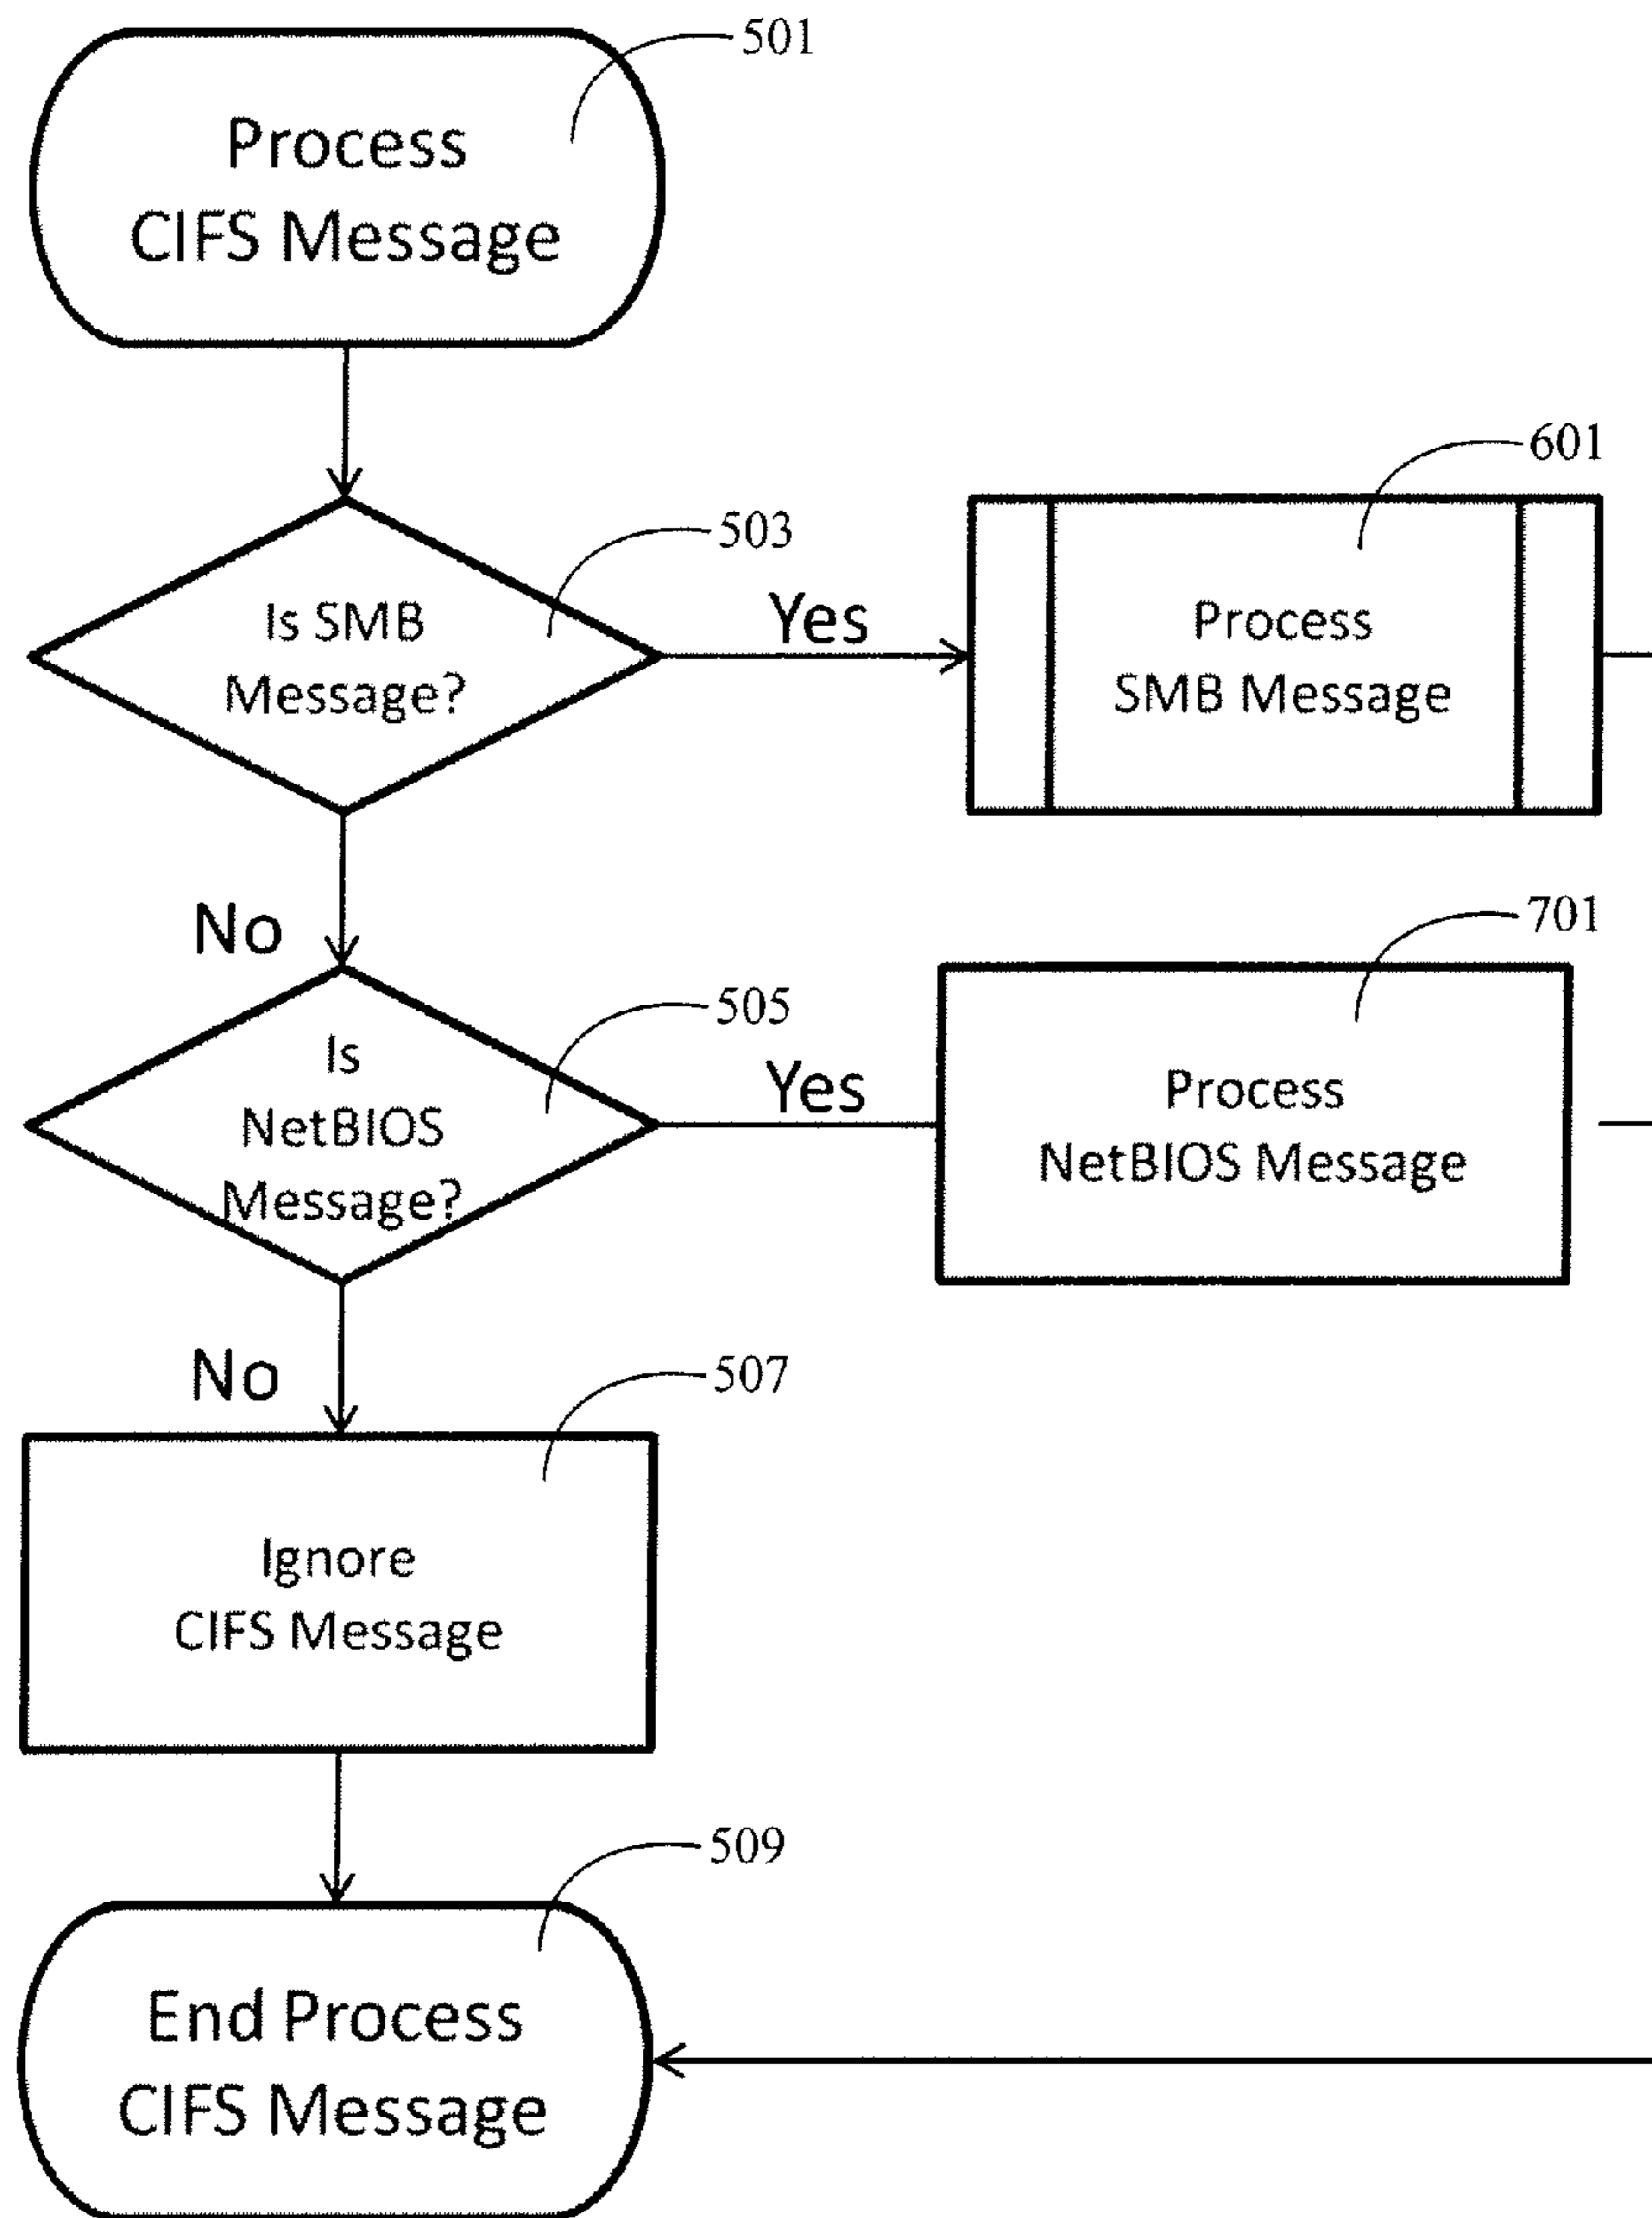 501
Process
CIFS Message
601
503
Is SMB
Message?
Yes
Process
SMB Message
No
701
505
Is
NetBIOS
Message?
Yes
Process
NetBIOS Message
No
507
Ignore
CIFS Message
509
End Process
CIFS Message